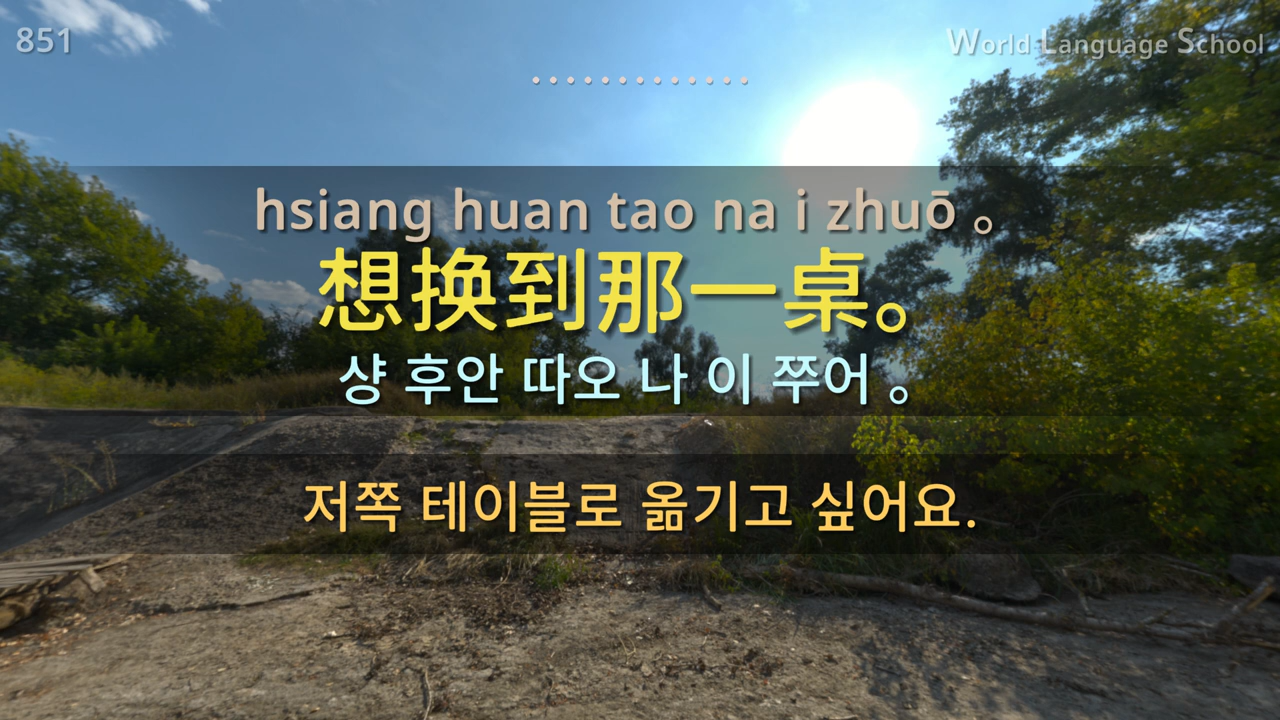 851
World Language School
hsiang huan tao na i zhuō 。
想换到那一桌。
샹 후안 따오 나 이 쭈어 。
저쪽 테이블로 옮기고 싶어요.